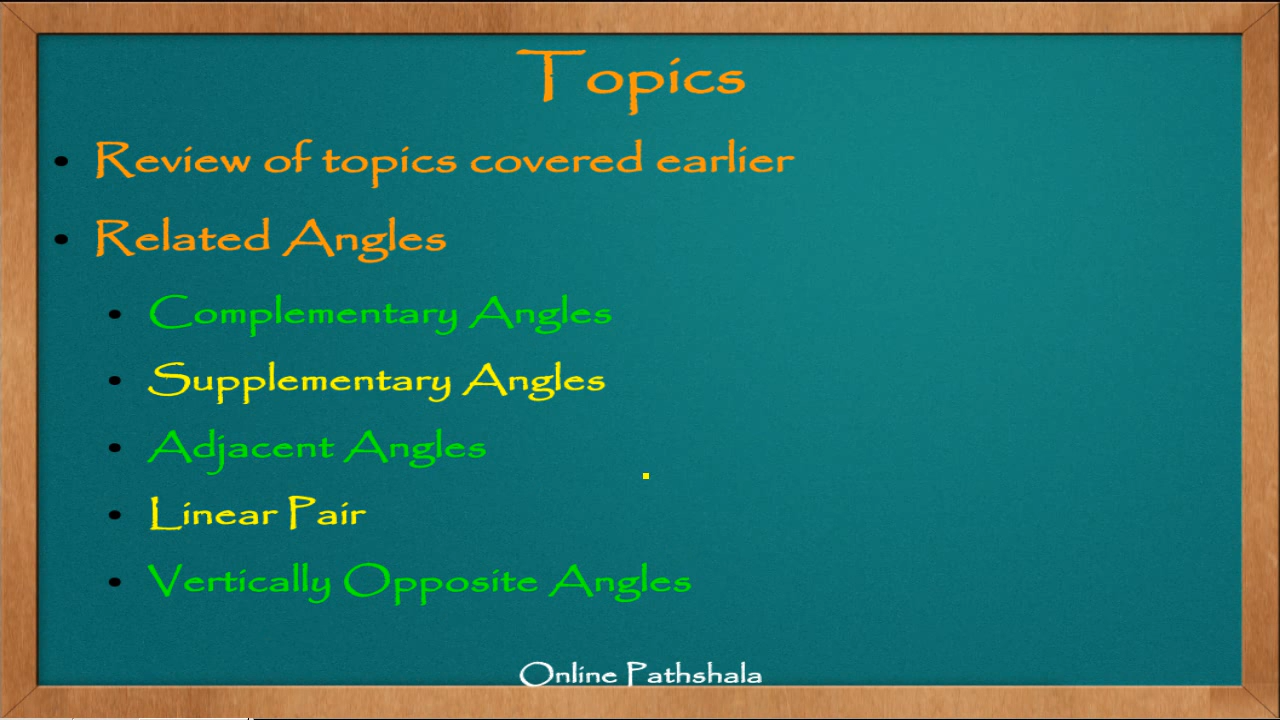 Topics
• Review of topics covered earlier
• Related Angles
• Complementary Angles
• Supplementary Angles
• Adjacent Angles
• Linear Pair
• Vertically Opposite Angles
Online Pathshala